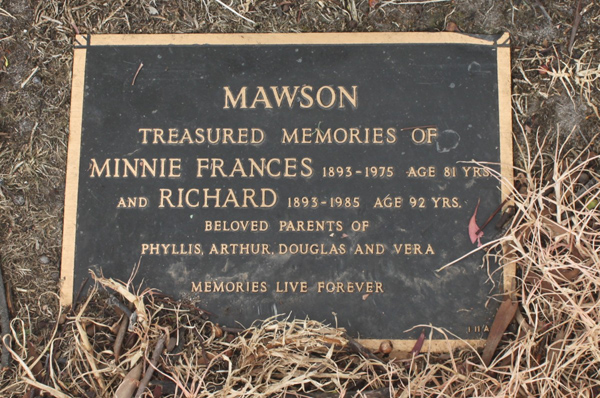 MAWSON
TREASURED MEMORIES OF
MINNIE FRANCES 1893-1975 AGE 81 YRS
AND RICHARD 1893-1985 AGE 92 YRS.
BELOVED PARENTS OF
PHYLLIS, ARTHUR, DOUGLAS AND VERA
MEMORIES LIVE FOREVER